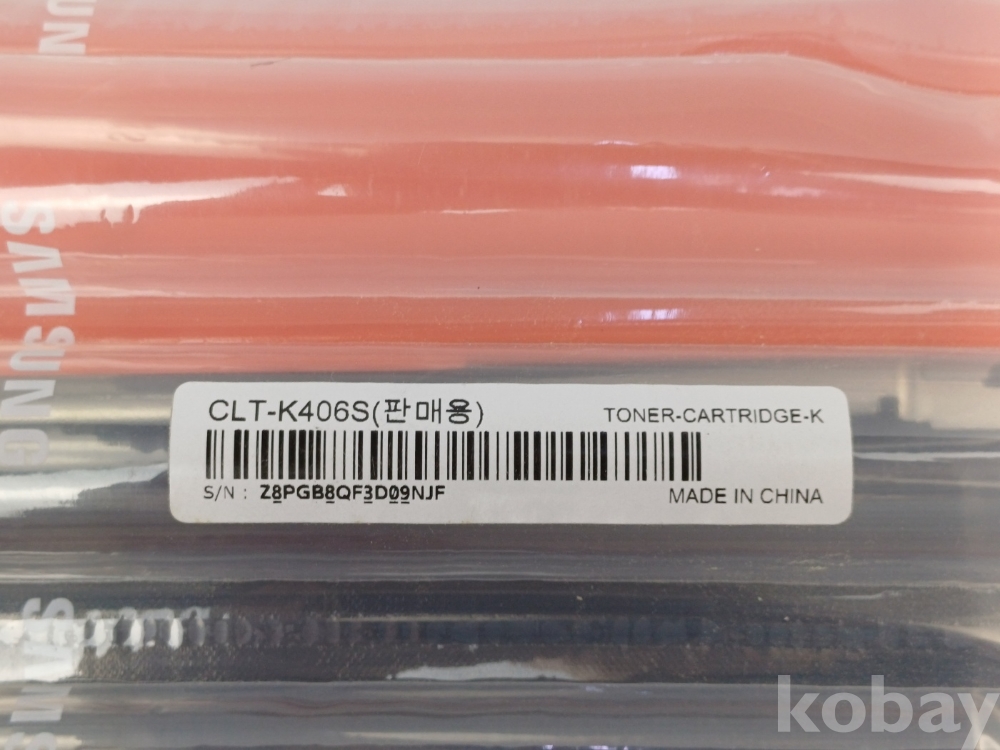 SAMSUNG
CLT-K406S(판매용)
TONER-CARTRIDGE-K
S/N : Z8PGB8QF3D09NJF
MADE IN CHINA
kobay